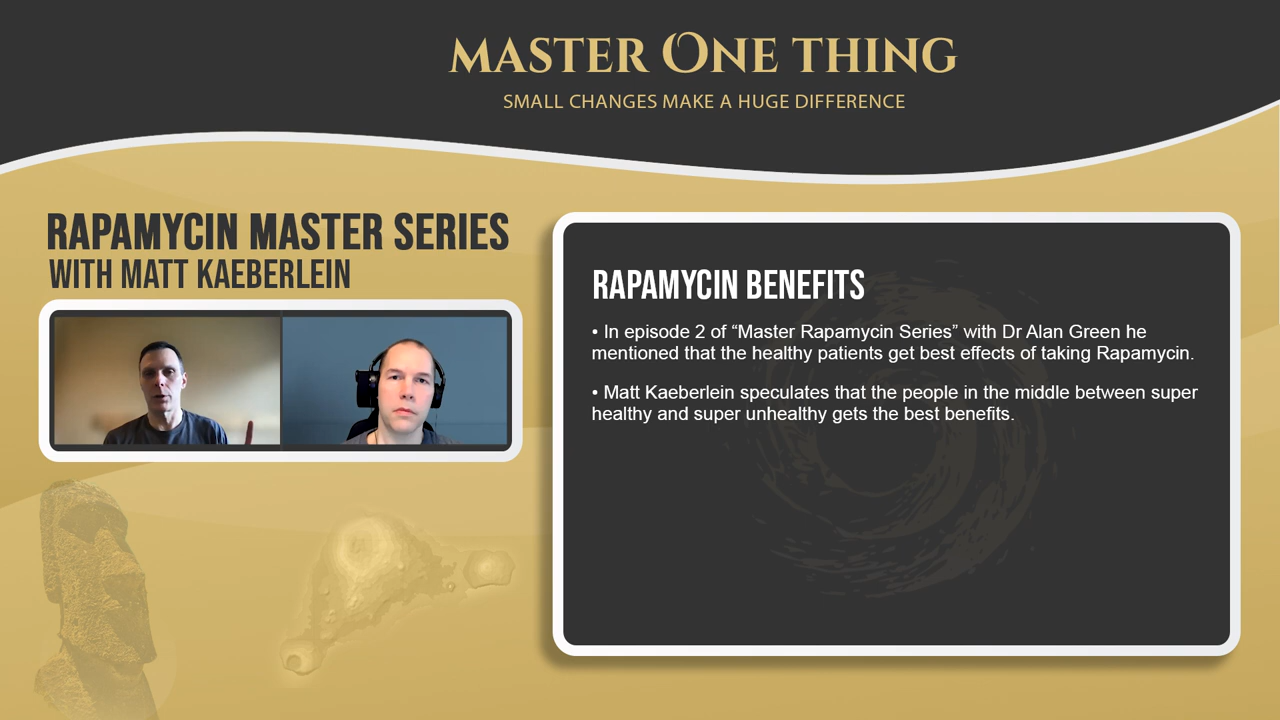 MASTER ONE THING
SMALL CHANGES MAKE A HUGE DIFFERENCE
RAPAMYCIN MASTER SERIES
WITH MATT KAEBERLEIN
RAPAMYCIN BENEFITS
• In episode 2 of “Master Rapamycin Series” with Dr Alan Green he
mentioned that the healthy patients get best effects of taking Rapamycin.
• Matt Kaeberlein speculates that the people in the middle between super
healthy and super unhealthy gets the best benefits.